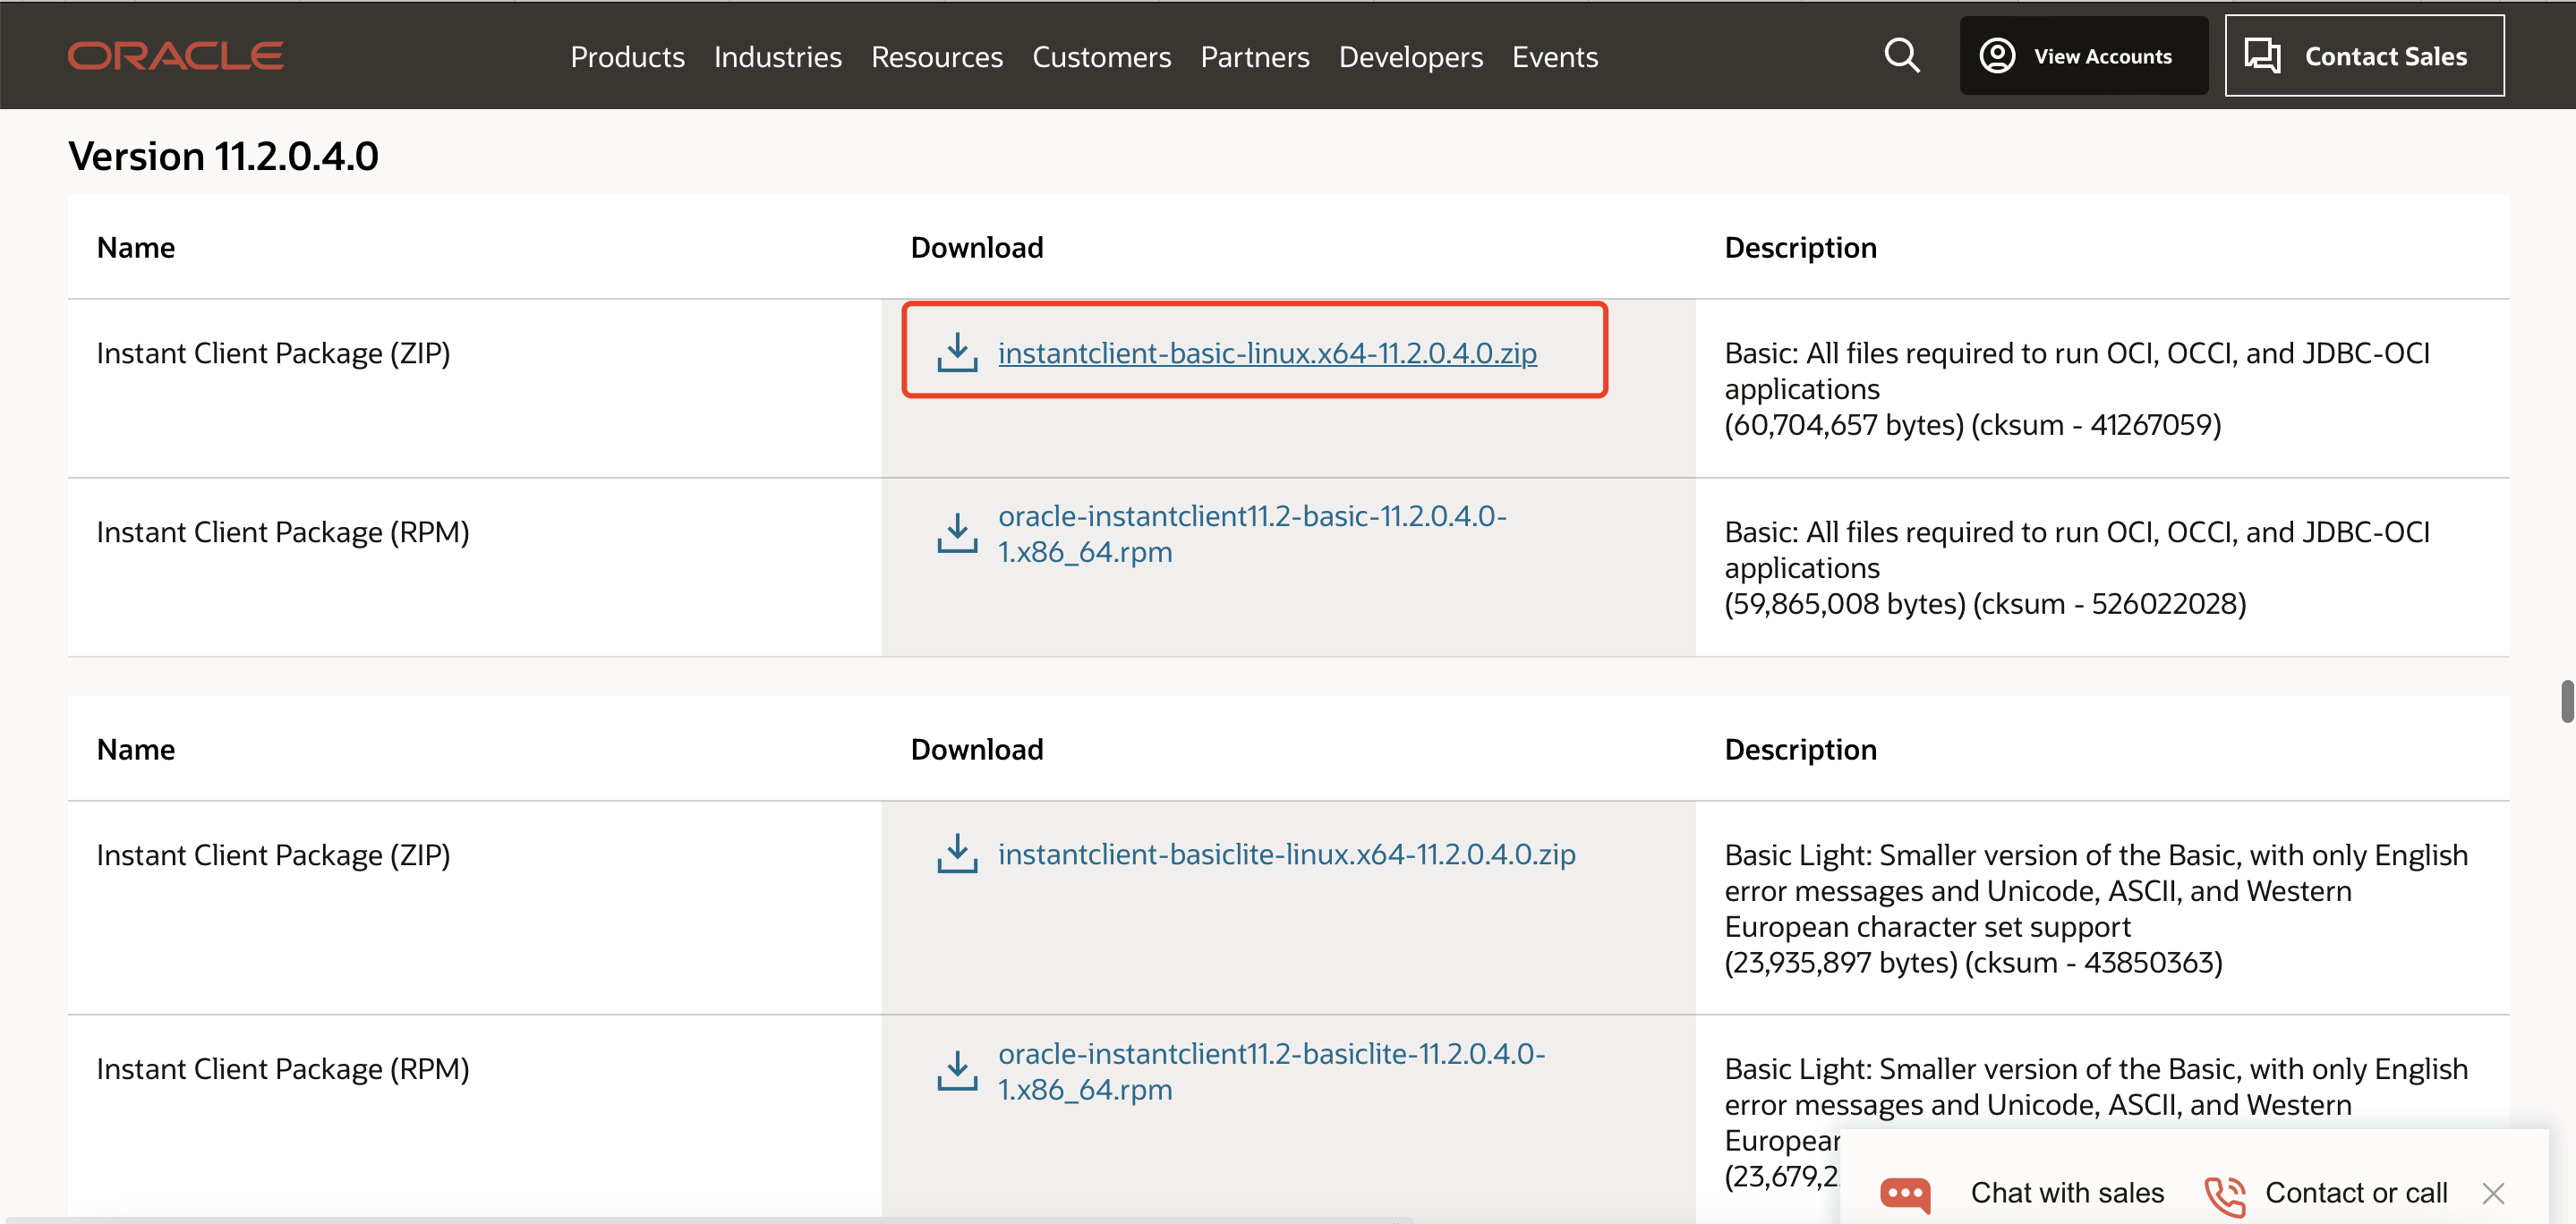 ORACLE
Products Industries Resources Customers Partners Developers Events
View Accounts
Contact Sales
Version 11.2.0.4.0
Name Download Description
Instant Client Package (ZIP)
instantclient-basic-linux.x64-11.2.0.4.0.zip
Basic: All files required to run OCI, OCCI, and JDBC-OCI
applications
(60,704,657 bytes) (cksum - 41267059)
Instant Client Package (RPM)
oracle-instantclient11.2-basic-11.2.0.4.0-
1.x86_64.rpm
Basic: All files required to run OCI, OCCI, and JDBC-OCI
applications
(59,865,008 bytes) (cksum - 526022028)
Name Download Description
Instant Client Package (ZIP)
instantclient-basiclite-linux.x64-11.2.0.4.0.zip
Basic Light: Smaller version of the Basic, with only English
error messages and Unicode, ASCII, and Western
European character set support
(23,935,897 bytes) (cksum - 43850363)
Instant Client Package (RPM)
oracle-instantclient11.2-basiclite-11.2.0.4.0-
1.x86_64.rpm
Basic Light: Smaller version of the Basic, with only English
error messages and Unicode, ASCII, and Western
European
(23,679,2
Chat with sales
Contact or call